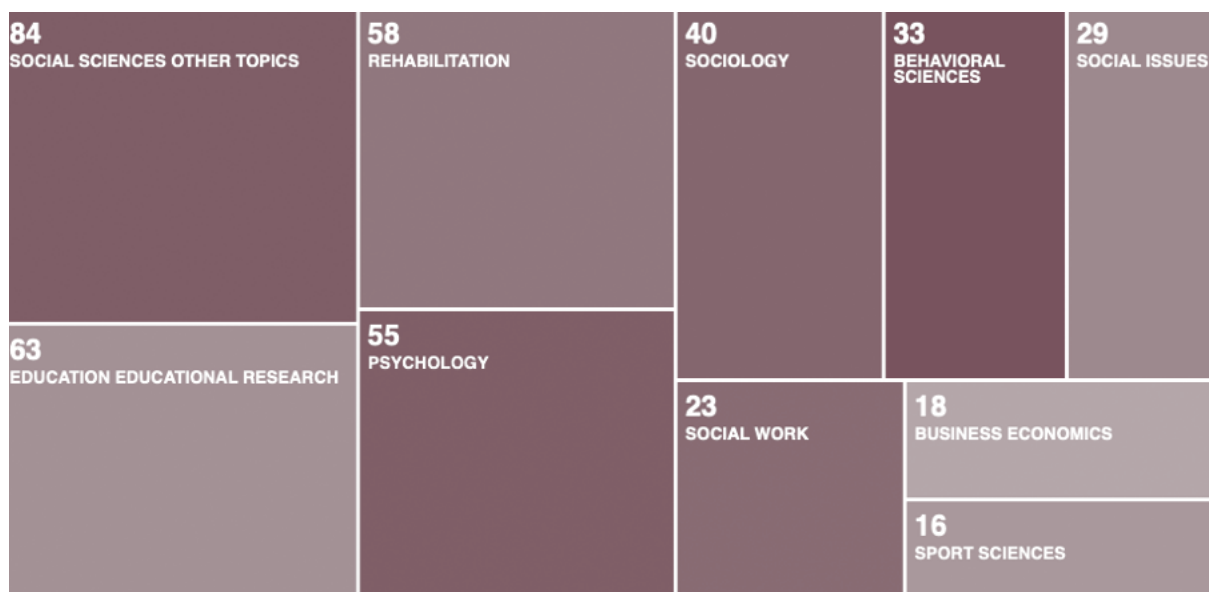 84
SOCIAL SCIENCES OTHER TOPICS
58
REHABILITATION
40
SOCIOLOGY
33
BEHAVIORAL
SCIENCES
29
SOCIAL ISSUES
63
EDUCATION EDUCATIONAL RESEARCH
55
PSYCHOLOGY
23
SOCIAL WORK
18
BUSINESS ECONOMICS
16
SPORT SCIENCES